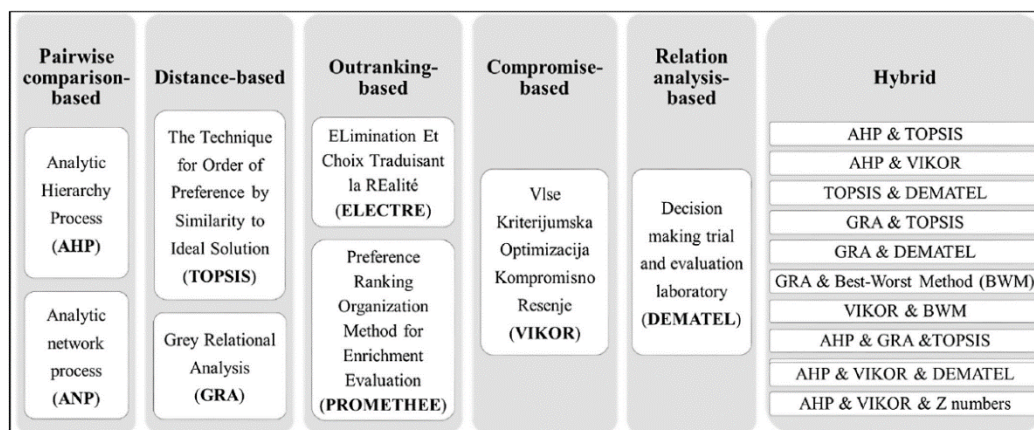 Pairwise
comparison-
based
Analytic
Hierarchy
Process
(AHP)
Analytic
network
process
(ANP)
Distance-based
The Technique
for Order of
Preference by
Similarity to
Ideal Solution
(TOPSIS)
Grey Relational
Analysis
(GRA)
Outranking-
based
ELimination Et
Choix Traduisant
la REalité
(ELECTRE)
Preference
Ranking
Organization
Method for
Enrichment
Evaluation
(PROMETHEE)
Compromise-
based
Vlse
Kriterijumska
Optimizacija
Kompromisno
Resenje
(VIKOR)
Relation
analysis-
based
Decision
making trial
and evaluation
laboratory
(DEMATEL)
Hybrid
AHP & TOPSIS
AHP & VIKOR
TOPSIS & DEMATEL
GRA & TOPSIS
GRA & DEMATEL
GRA & Best-Worst Method (BWM)
VIKOR & BWM
AHP & GRA &TOPSIS
AHP & VIKOR & DEMATEL
AHP & VIKOR & Z numbers